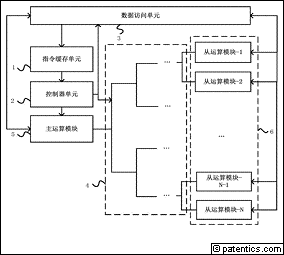 数据访问单元
3
指令缓存单元
1
控制器单元
2
主运算模块
5
4
...
...
...
...
从运算模块-1
从运算模块-2
...
6
从运算模块-
N-1
从运算模块-N
© patentics.com